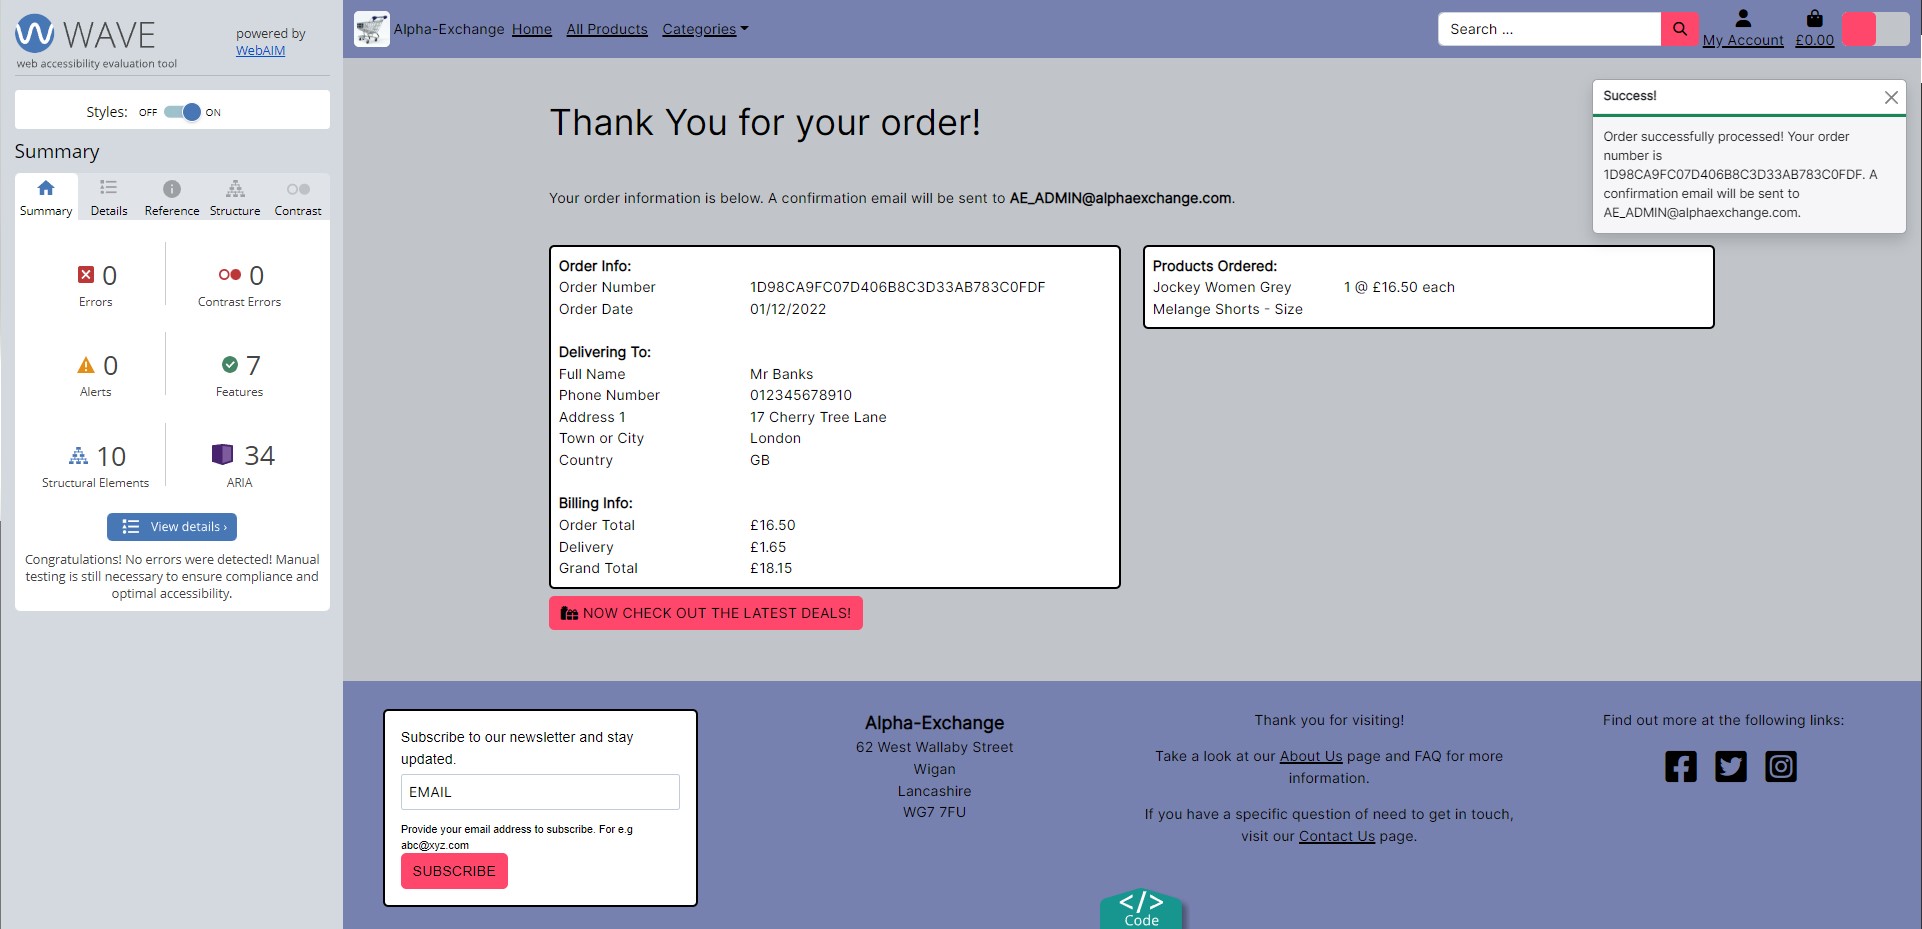 WAVE
web accessibility evaluation tool
powered by
WebAIM
Styles: OFF ON
Summary
Summary Details Reference Structure Contrast
0
Errors
0
Contrast Errors
0
Alerts
7
Features
10
Structural Elements
34
ARIA
View details ›
Congratulations! No errors were detected! Manual
testing is still necessary to ensure compliance and
optimal accessibility.
Alpha-Exchange Home All Products Categories
Search ...
My Account £0.00
Success!
Order successfully processed! Your order
number is
1D98CA9FC07D406B8C3D33AB783C0FDF. A
confirmation email will be sent to
AE_ADMIN@alphaexchange.com.
Thank You for your order!
Your order information is below. A confirmation email will be sent to AE_ADMIN@alphaexchange.com.
Order Info:
Order Number 1D98CA9FC07D406B8C3D33AB783C0FDF
Order Date 01/12/2022
Delivering To:
Full Name Mr Banks
Phone Number 012345678910
Address 1 17 Cherry Tree Lane
Town or City London
Country GB
Billing Info:
Order Total £16.50
Delivery £1.65
Grand Total £18.15
Products Ordered:
Jockey Women Grey 1 @ £16.50 each
Melange Shorts - Size
NOW CHECK OUT THE LATEST DEALS!
Subscribe to our newsletter and stay
updated.
EMAIL
Provide your email address to subscribe. For e.g
abc@xyz.com
SUBSCRIBE
Alpha-Exchange
62 West Wallaby Street
Wigan
Lancashire
WG7 7FU
Thank you for visiting!
Take a look at our About Us page and FAQ for more
information.
If you have a specific question of need to get in touch,
visit our Contact Us page.
Find out more at the following links:
</>
Code